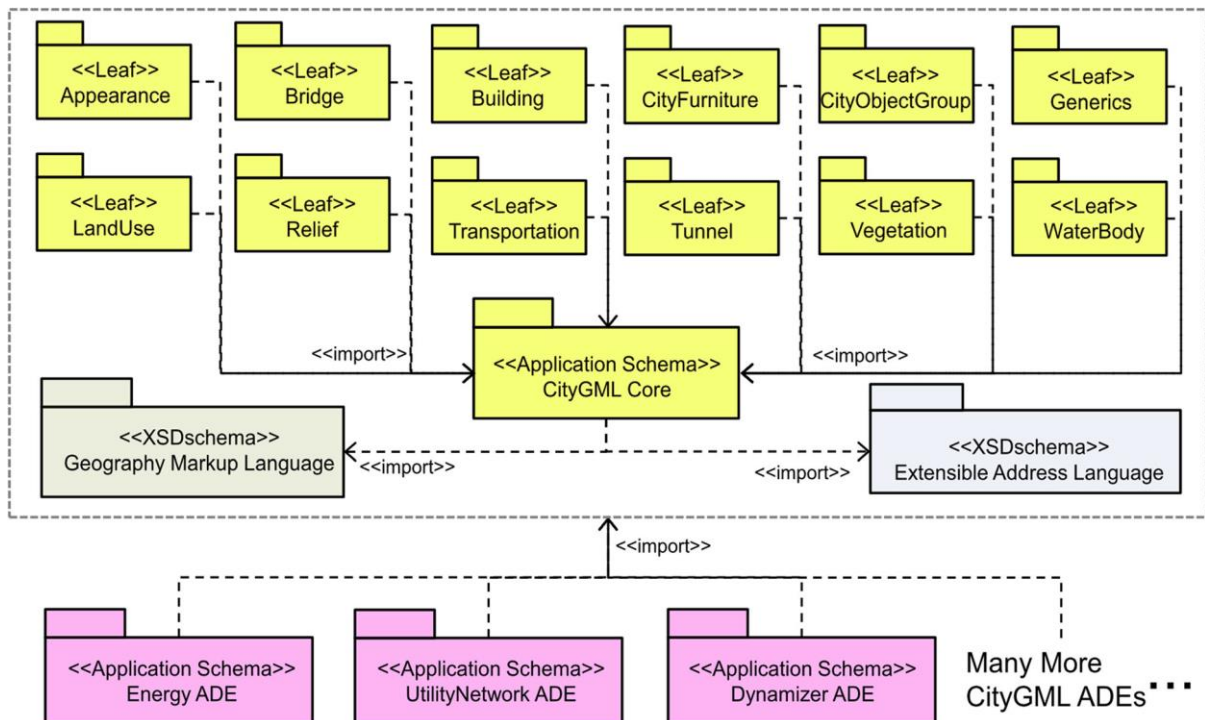 <<Leaf>>
Appearance
<<Leaf>>
Bridge
<<Leaf>>
Building
<<Leaf>>
CityFurniture
<<Leaf>>
CityObjectGroup
<<Leaf>>
Generics
<<Leaf>>
LandUse
<<Leaf>>
Relief
<<Leaf>>
Transportation
<<Leaf>>
Tunnel
<<Leaf>>
Vegetation
<<Leaf>>
WaterBody
<<import>>
<<Application Schema>>
CityGML Core
<<import>>
<<XSDschema>>
Geography Markup Language
<<import>>
<<import>>
<<XSDschema>>
Extensible Address Language
<<import>>
<<Application Schema>>
Energy ADE
<<Application Schema>>
UtilityNetwork ADE
<<Application Schema>>
Dynamizer ADE
Many More
CityGML ADEs...